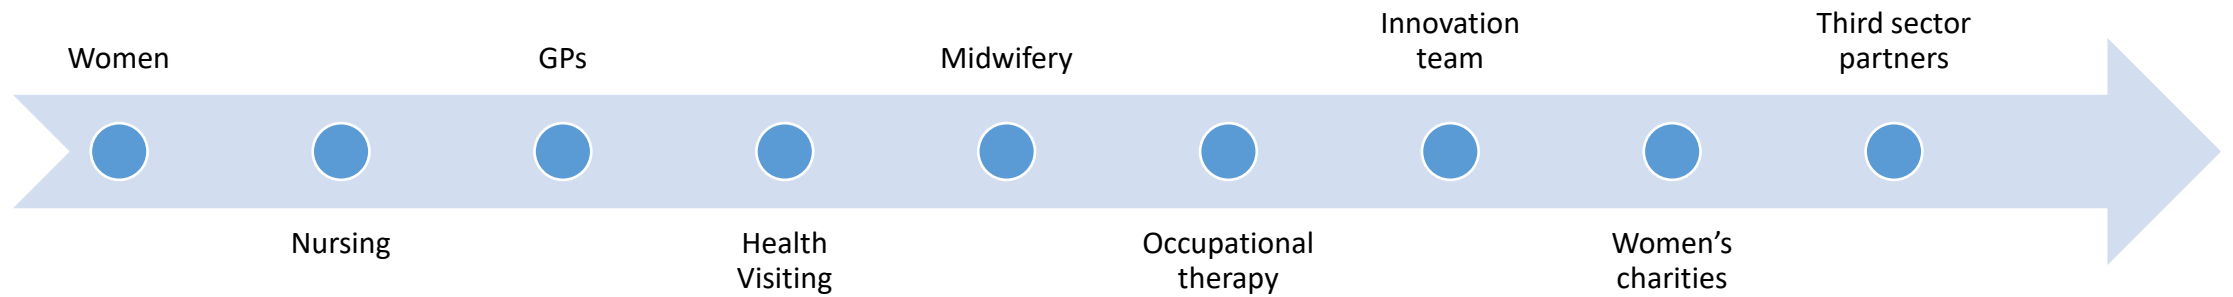 Women
Nursing
GPs
Health
Visiting
Midwifery
Occupational
therapy
Innovation
team
Women’s
charities
Third sector
partners